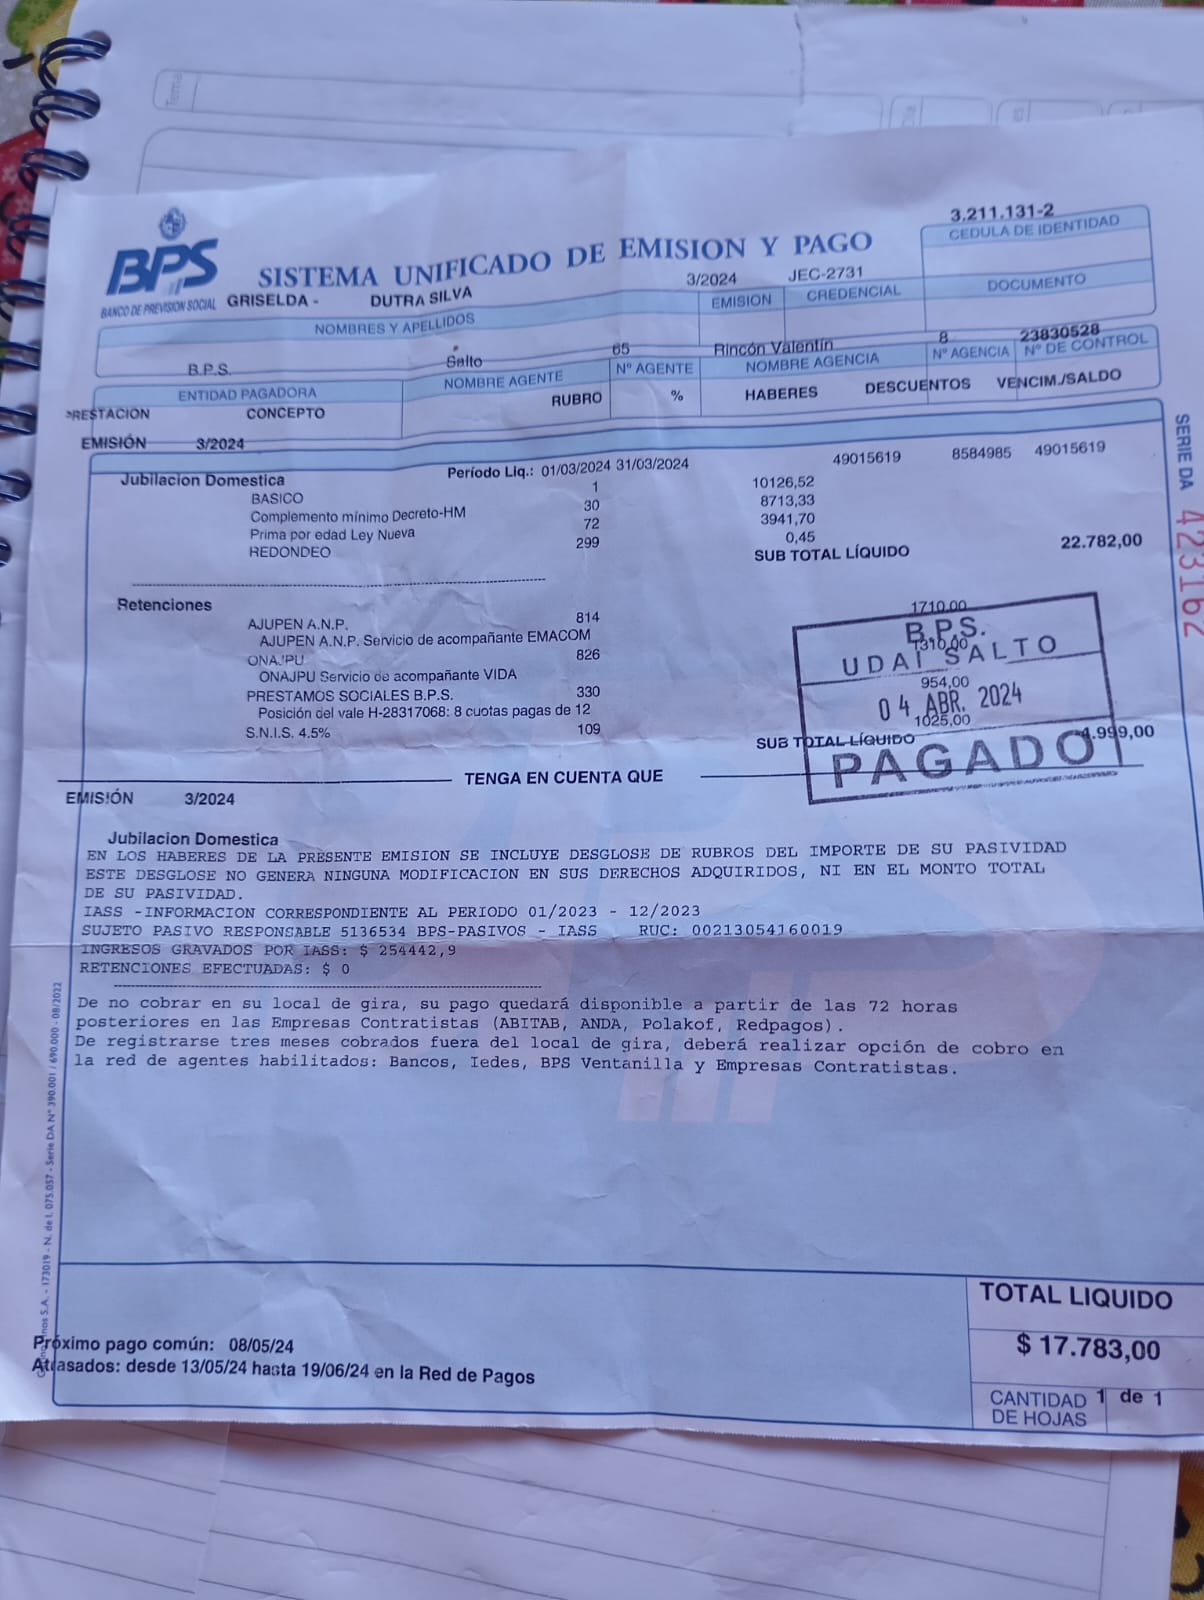 3.211.131-2
CEDULA DE IDENTIDAD
BPS
BANCO DE PREVISION SOCIAL
SISTEMA UNIFICADO DE EMISION Y PAGO
GRISELDA - DUTRA SILVA
3/2024 JEC-2731
NOMBRES Y APELLIDOS
EMISION CREDENCIAL DOCUMENTO
B.P.S. Salto 65 Rincón Valentín 8 23830528
ENTIDAD PAGADORA NOMBRE AGENTE Nº AGENTE NOMBRE AGENCIA Nº AGENCIA Nº DE CONTROL
PRESTACION CONCEPTO RUBRO % HABERES DESCUENTOS VENCIM./SALDO
EMISIÓN 3/2024
Jubilacion Domestica Período Liq.: 01/03/2024 31/03/2024 49015619 8584985 49015619
BASICO 1 10126,52
Complemento mínimo Decreto-HM 30 8713,33
Prima por edad Ley Nueva 72 3941,70
REDONDEO 299 0,45
SUB TOTAL LÍQUIDO 22.782,00
Retenciones
AJUPEN A.N.P. 814 1710,00
AJUPEN A.N.P. Servicio de acompañante EMACOM
ONAJPU 826 1310,00
ONAJPU Servicio de acompañante VIDA
PRESTAMOS SOCIALES B.P.S. 330 954,00
Posición del vale H-28317068: 8 cuotas pagas de 12
S.N.I.S. 4.5% 109 1025,00
SUB TOTAL LÍQUIDO 4.999,00
B.P.S.
UDAI SALTO
04 ABR. 2024
PAGADO
SERIE DA 423162
TENGA EN CUENTA QUE
EMISIÓN 3/2024
Jubilacion Domestica
EN LOS HABERES DE LA PRESENTE EMISION SE INCLUYE DESGLOSE DE RUBROS DEL IMPORTE DE SU PASIVIDAD
ESTE DESGLOSE NO GENERA NINGUNA MODIFICACION EN SUS DERECHOS ADQUIRIDOS, NI EN EL MONTO TOTAL
DE SU PASIVIDAD.
IASS -INFORMACION CORRESPONDIENTE AL PERIODO 01/2023 - 12/2023
SUJETO PASIVO RESPONSABLE 5136534 BPS-PASIVOS - IASS RUC: 00213054160019
INGRESOS GRAVADOS POR IASS: $ 254442,9
RETENCIONES EFECTUADAS: $ 0
De no cobrar en su local de gira, su pago quedará disponible a partir de las 72 horas
posteriores en las Empresas Contratistas (ABITAB, ANDA, Polakof, Redpagos).
De registrarse tres meses cobrados fuera del local de gira, deberá realizar opción de cobro en
la red de agentes habilitados: Bancos, Iedes, BPS Ventanilla y Empresas Contratistas.
S.A. - 173019 - N. de I. 075.057 - Serie DA Nº 390.001 / 690.000 - 08/2022
TOTAL LIQUIDO
$ 17.783,00
Próximo pago común: 08/05/24
Atrasados: desde 13/05/24 hasta 19/06/24 en la Red de Pagos
CANTIDAD DE HOJAS 1 de 1